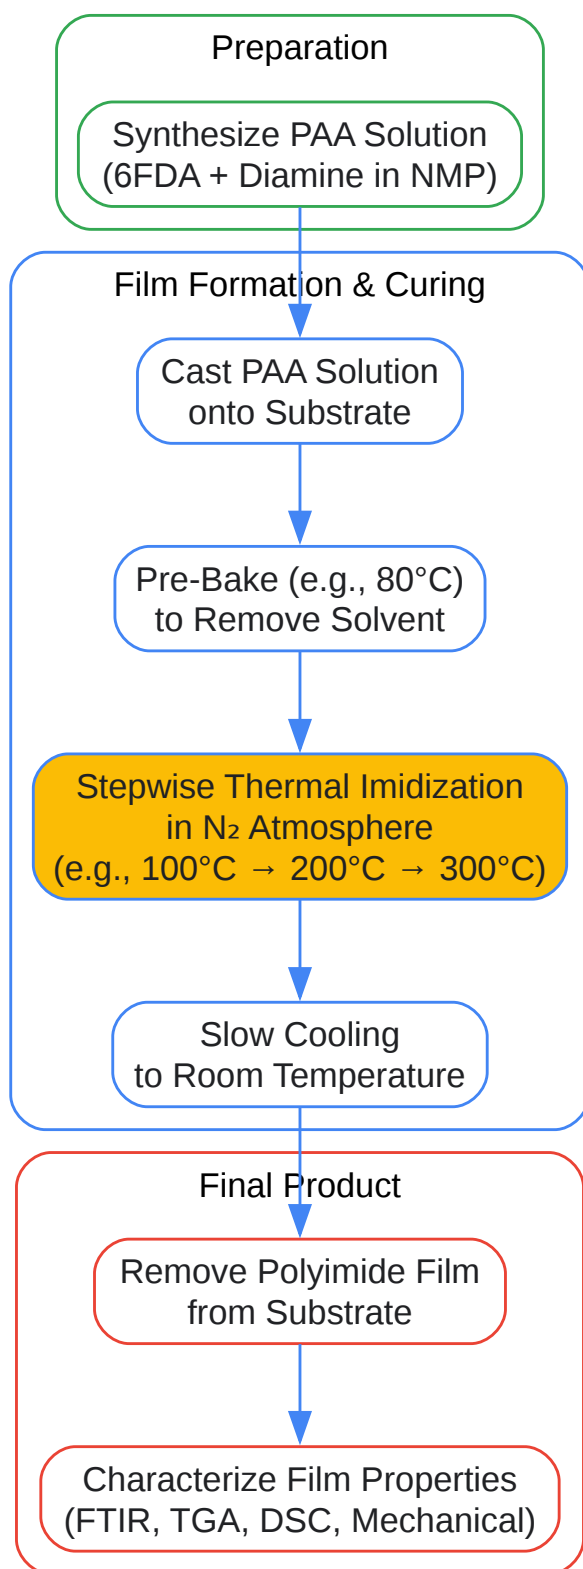 Preparation
Synthesize PAA Solution
(6FDA + Diamine in NMP)
Film Formation & Curing
Cast PAA Solution
onto Substrate
Pre-Bake (e.g., 80°C)
to Remove Solvent
Stepwise Thermal Imidization
in N₂ Atmosphere
(e.g., 100°C → 200°C → 300°C)
Slow Cooling
to Room Temperature
Final Product
Remove Polyimide Film
from Substrate
Characterize Film Properties
(FTIR, TGA, DSC, Mechanical)